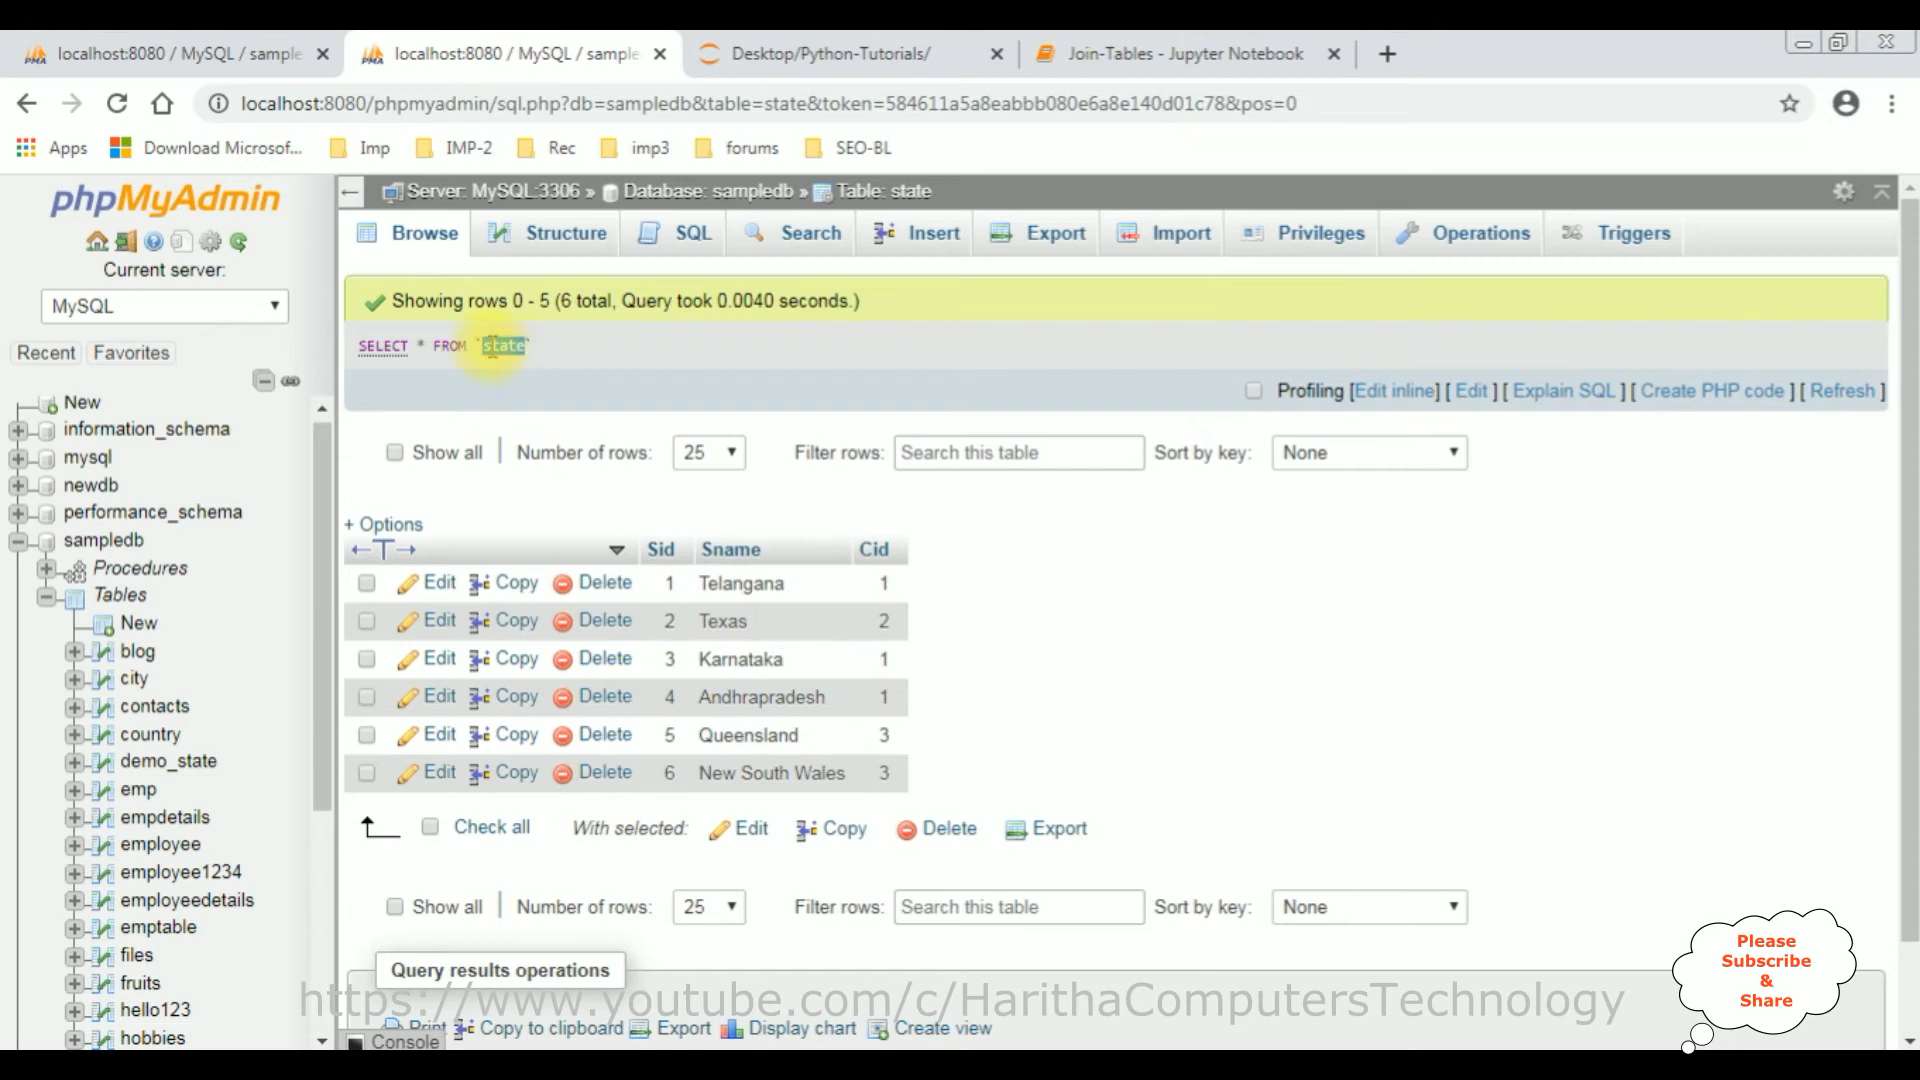 localhost:8080 / MySQL / sample
localhost:8080 / MySQL / sample
Desktop/Python-Tutorials/
Join-Tables - Jupyter Notebook
localhost:8080/phpmyadmin/sql.php?db=sampledb&table=state&token=584611a5a8eabbb080e6a8e140d01c78&pos=0
Apps Download Microsof... Imp IMP-2 Rec imp3 forums SEO-BL
phpMyAdmin
Current server:
MySQL
Recent Favorites
New
information_schema
mysql
newdb
performance_schema
sampledb
Procedures
Tables
New
blog
city
contacts
country
demo_state
emp
empdetails
employee
employee1234
employeedetails
emptable
files
fruits
hello123
hobbies
Server: MySQL:3306 » Database: sampledb » Table: state
Browse Structure SQL Search Insert Export Import Privileges Operations Triggers
Showing rows 0 - 5 (6 total, Query took 0.0040 seconds.)
SELECT * FROM `state`
Profiling [Edit inline] [ Edit ] [ Explain SQL ] [ Create PHP code ] [ Refresh ]
Show all | Number of rows: 25 Filter rows: Search this table Sort by key: None
+ Options
←T→ Sid Sname Cid
Edit Copy Delete 1 Telangana 1
Edit Copy Delete 2 Texas 2
Edit Copy Delete 3 Karnataka 1
Edit Copy Delete 4 Andhrapradesh 1
Edit Copy Delete 5 Queensland 3
Edit Copy Delete 6 New South Wales 3
Check all With selected: Edit Copy Delete Export
Show all | Number of rows: 25 Filter rows: Search this table Sort by key: None
Query results operations
https://www.youtube.com/c/HarithaComputersTechnology
Print Copy to clipboard Export Display chart Create view
Console
Please
Subscribe
&
Share